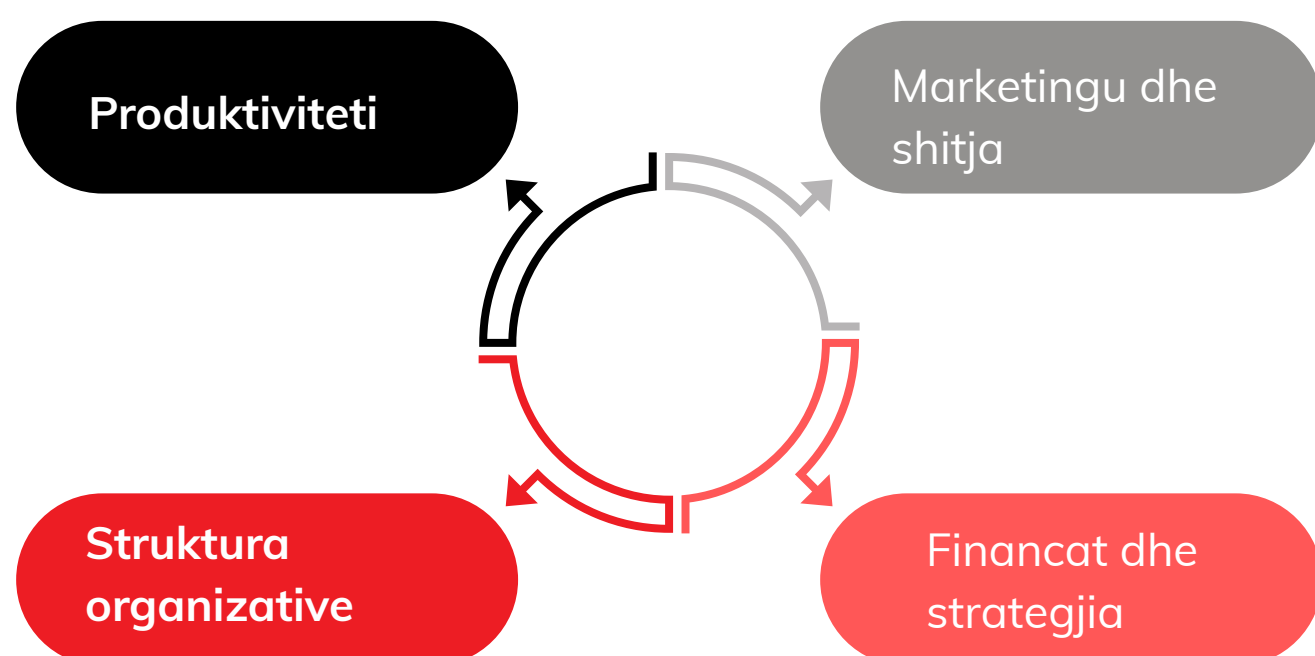 Produktiviteti
Marketingu dhe
shitja
Struktura
organizative
Financat dhe
strategjia